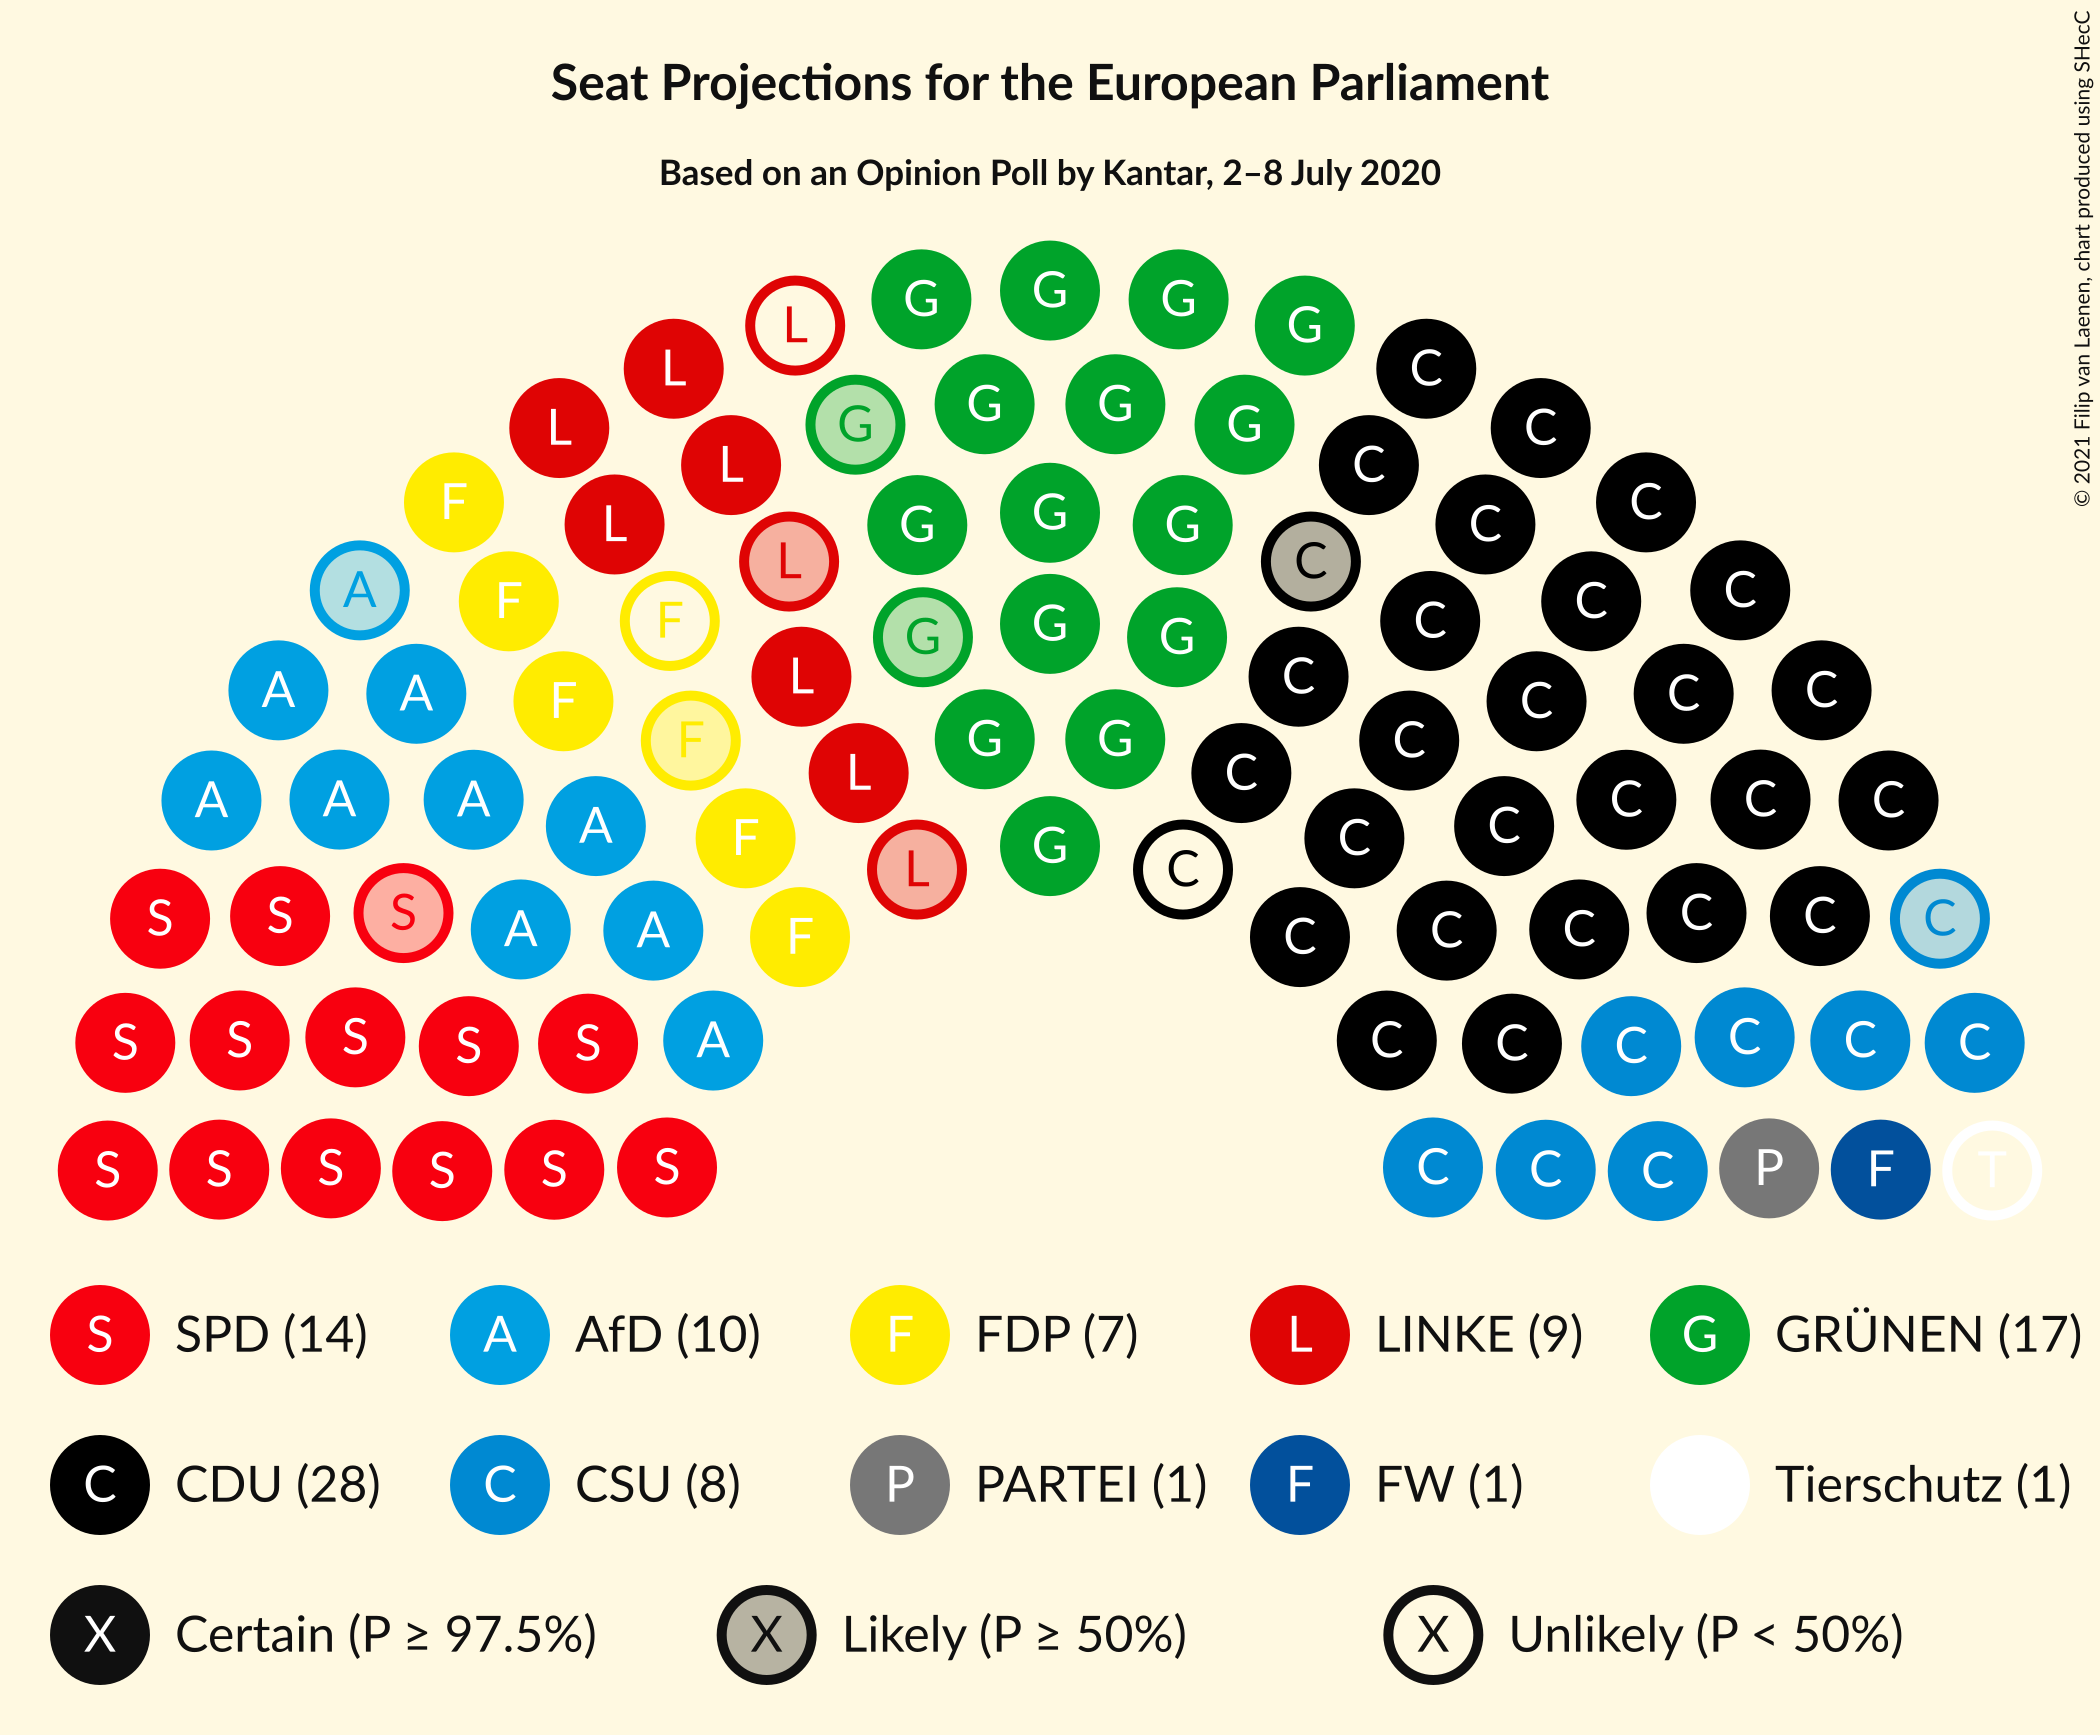 Seat Projections for the European Parliament
Based on an Opinion Poll by Kantar, 2–8 July 2020
© 2021 Filip van Laenen, chart produced using SHecC
G
G G
L G
L C
G G G
L C
L C
L C
F G G G C
L C
L C
A F C
F C
G G G
L C
A A C C
F C
F C
L C
G G
A A A C C C
A C
F C
G
L C
S S S C C C
A A C C
F C
S S S S S A C C C C C C
S S S S S S C C C P F T
S SPD (14) A AfD (10) F FDP (7) L LINKE (9) G GRÜNEN (17)
C CDU (28) C CSU (8) P PARTEI (1) F FW (1) Tierschutz (1)
X Certain (P ≥ 97.5%) X Likely (P ≥ 50%) X Unlikely (P < 50%)